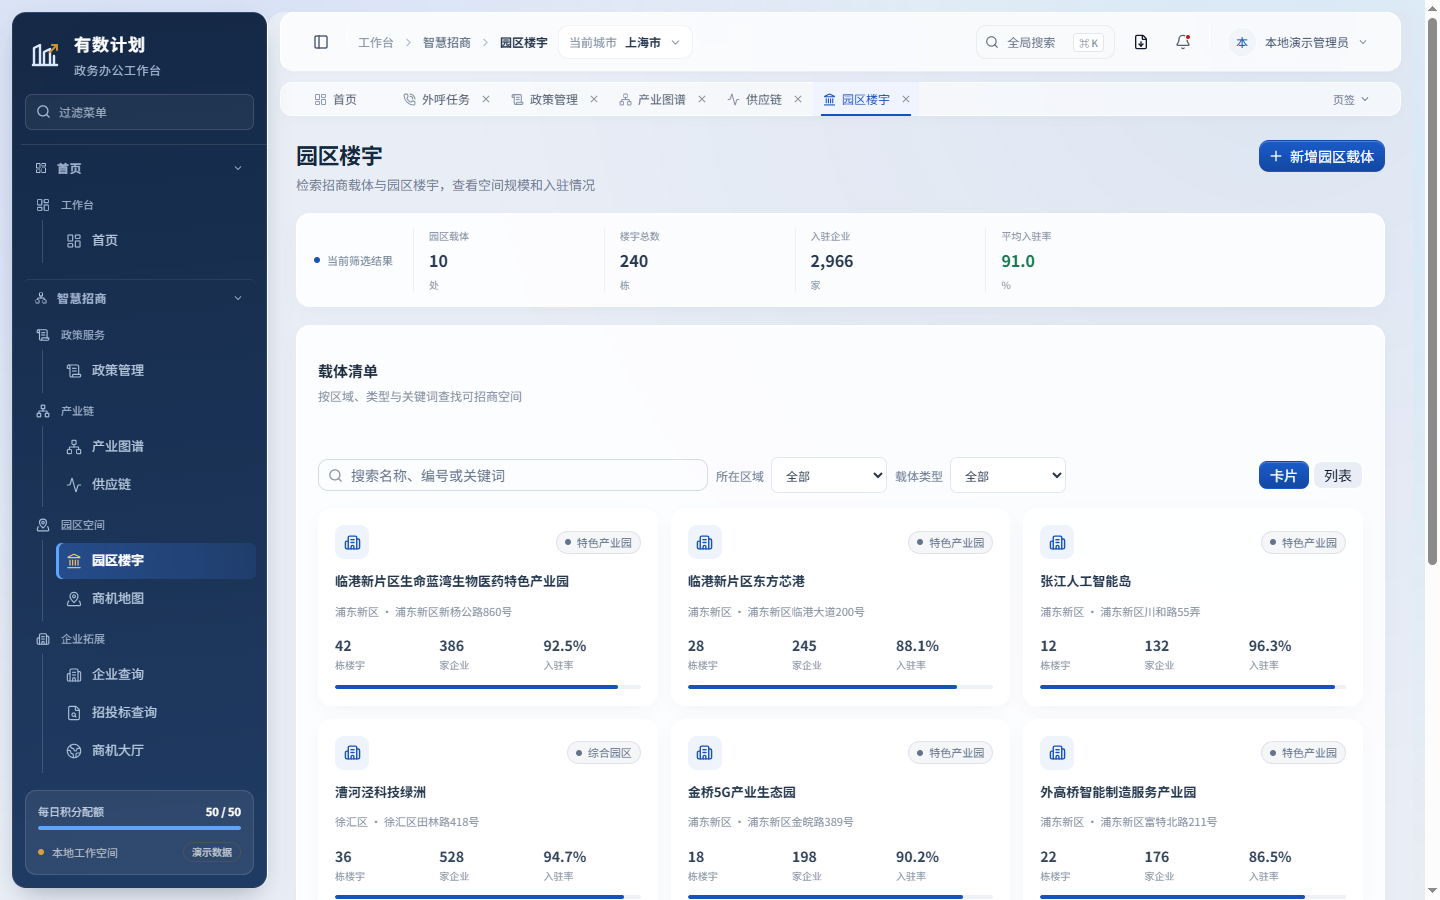 有数计划
政务办公工作台
过滤菜单
首页
工作台
首页
智慧招商
政策服务
政策管理
产业链
产业图谱
供应链
园区空间
园区楼宇
商机地图
企业拓展
企业查询
招投标查询
商机大厅
每日积分配额 50 / 50
本地工作空间 演示数据
工作台 智慧招商 园区楼宇 当前城市 上海市 全局搜索 ⌘K 本 本地演示管理员
首页 外呼任务 政策管理 产业图谱 供应链 园区楼宇 页签
园区楼宇 新增园区载体
检索招商载体与园区楼宇，查看空间规模和入驻情况
当前筛选结果
园区载体 楼宇总数 入驻企业 平均入驻率
10 240 2,966 91.0
处 栋 家 %
载体清单
按区域、类型与关键词查找可招商空间
搜索名称、编号或关键词 所在区域 全部 载体类型 全部 卡片 列表
特色产业园
临港新片区生命蓝湾生物医药特色产业园
浦东新区 · 浦东新区新杨公路860号
42 386 92.5%
栋楼宇 家企业 入驻率
特色产业园
临港新片区东方芯港
浦东新区 · 浦东新区临港大道200号
28 245 88.1%
栋楼宇 家企业 入驻率
特色产业园
张江人工智能岛
浦东新区 · 浦东新区川和路55弄
12 132 96.3%
栋楼宇 家企业 入驻率
综合园区
漕河泾科技绿洲
徐汇区 · 徐汇区田林路418号
36 528 94.7%
栋楼宇 家企业 入驻率
特色产业园
金桥5G产业生态园
浦东新区 · 浦东新区金皖路389号
18 198 90.2%
栋楼宇 家企业 入驻率
特色产业园
外高桥智能制造服务产业园
浦东新区 · 浦东新区富特北路211号
22 176 86.5%
栋楼宇 家企业 入驻率